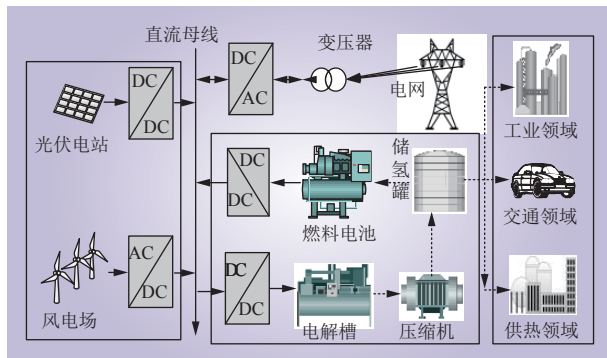 直流母线
变压器
DC
AC
电网
DC
DC
光伏电站
工业领域
储氢罐
DC
DC
燃料电池
交通领域
AC
DC
风电场
DC
DC
电解槽
压缩机
供热领域